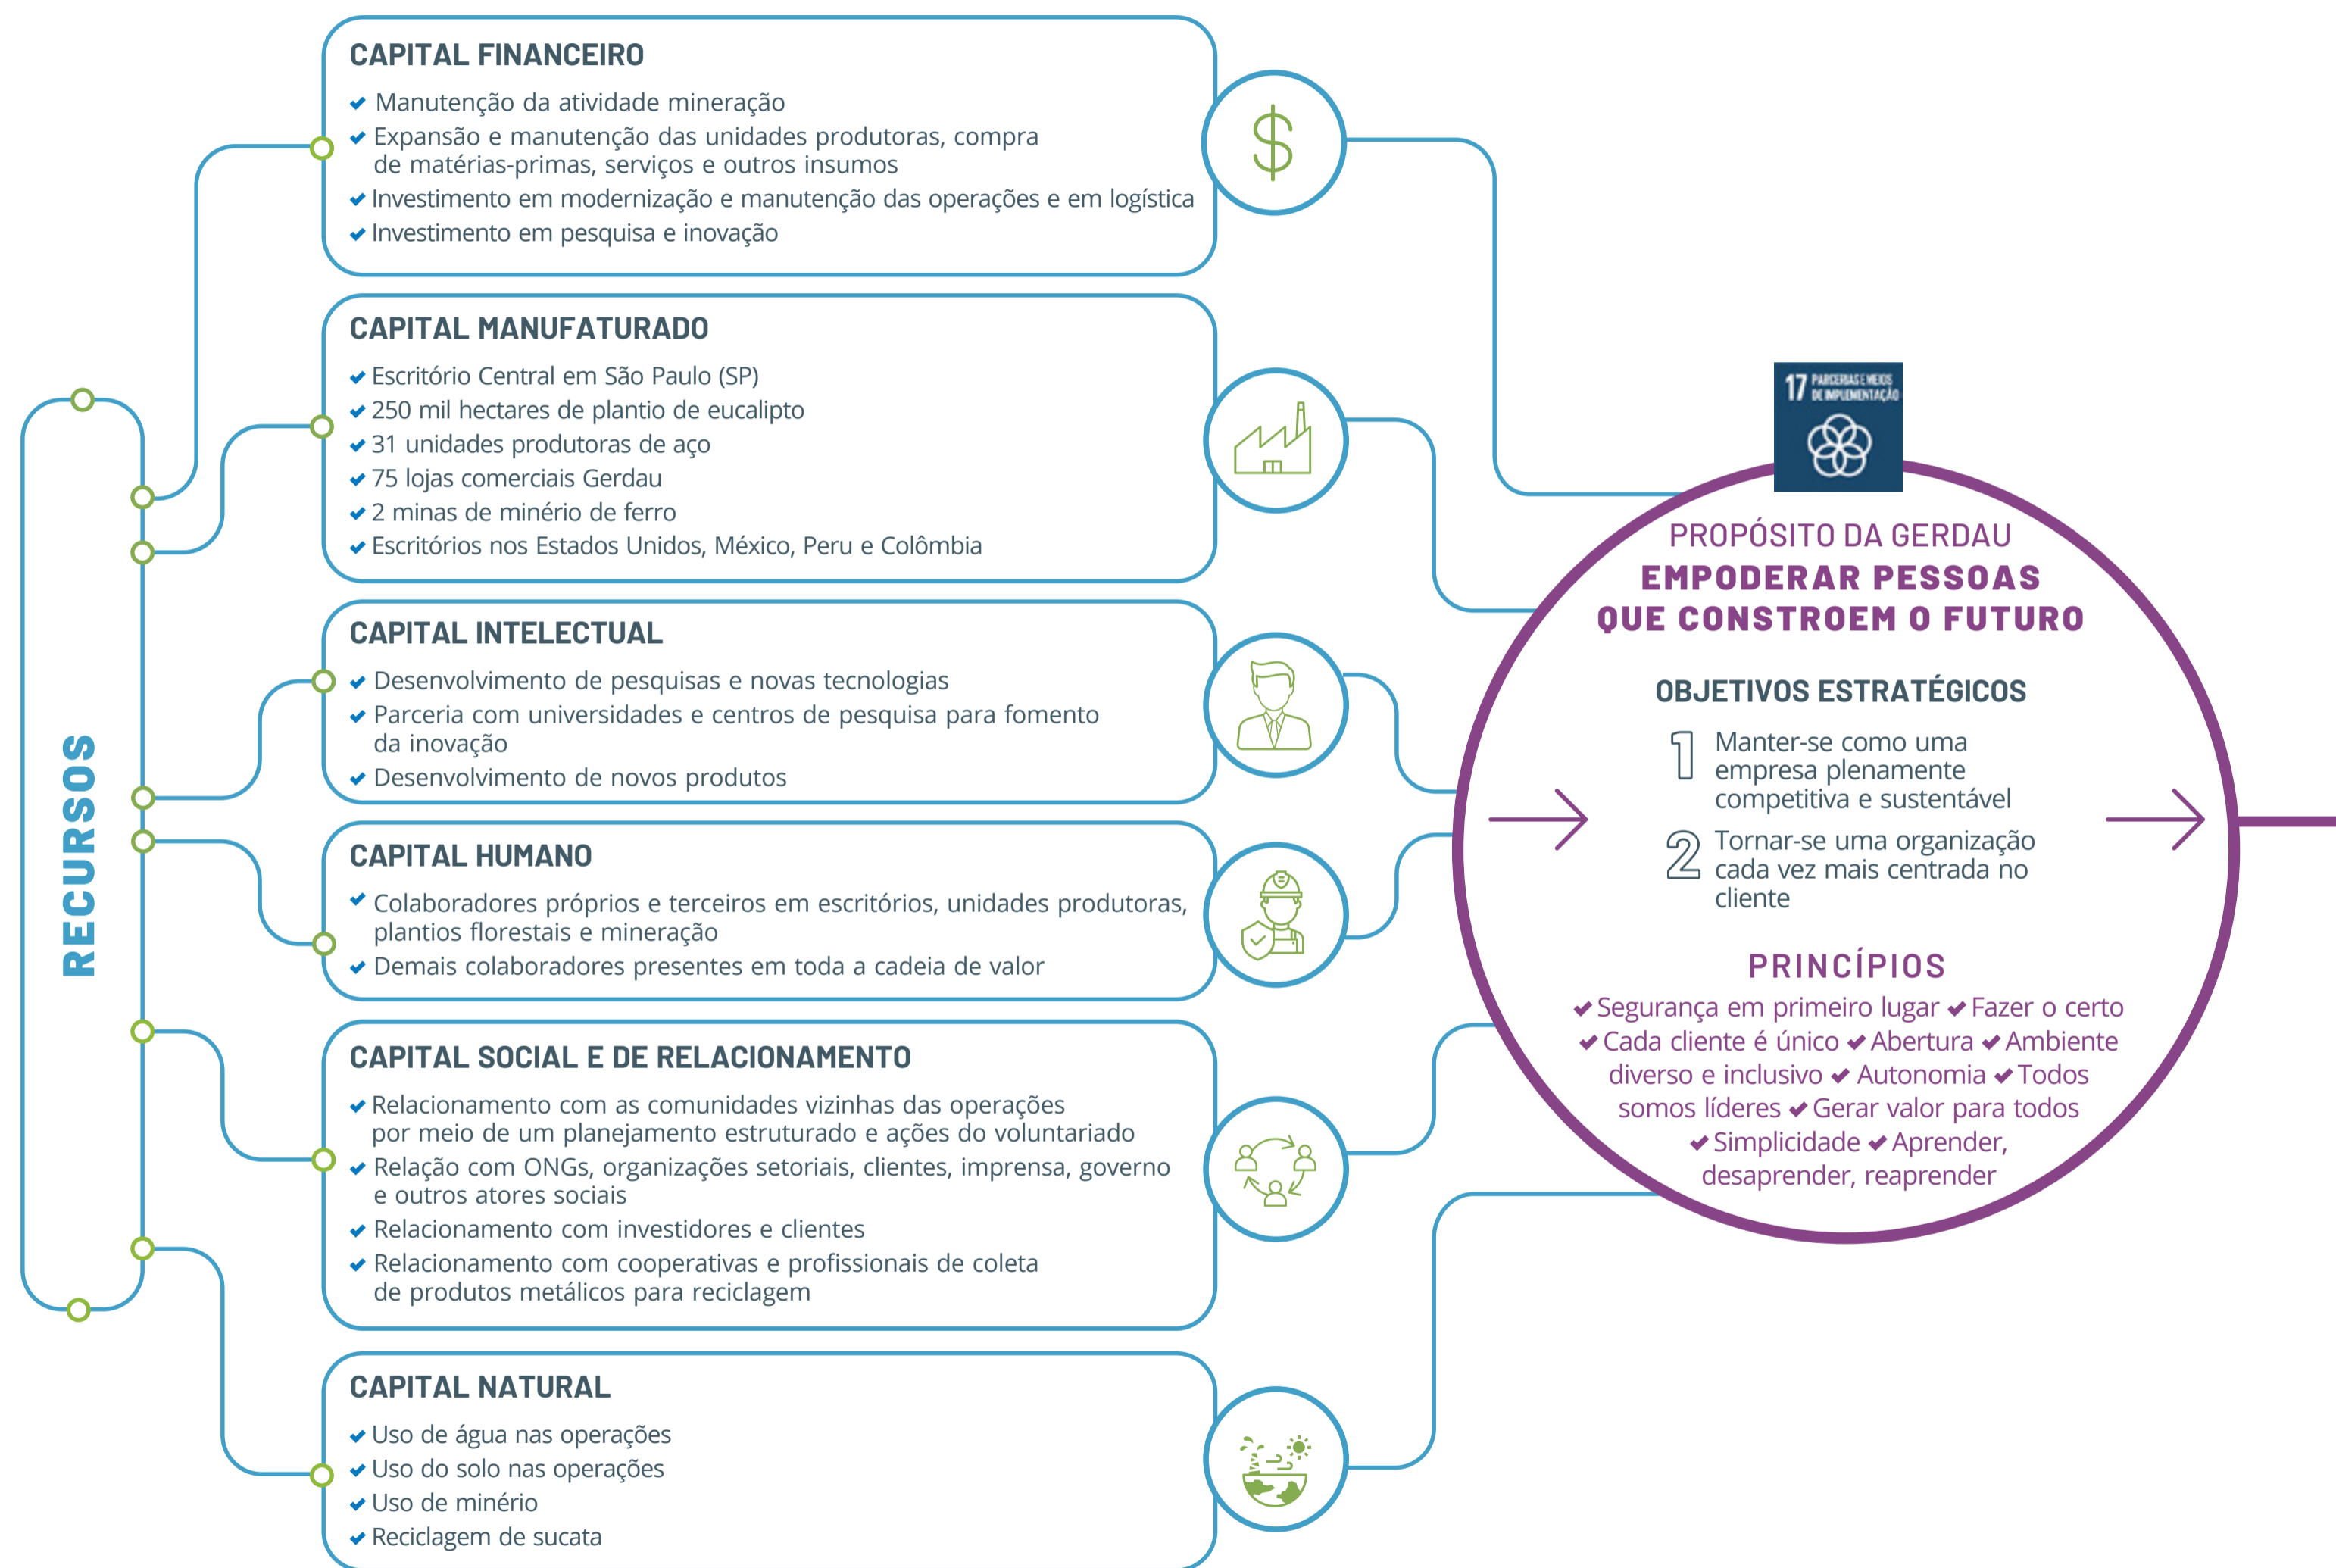 RECURSOS
CAPITAL FINANCEIRO
Manutenção da atividade mineração
Expansão e manutenção das unidades produtoras, compra
de matérias-primas, serviços e outros insumos
Investimento em modernização e manutenção das operações e em logística
Investimento em pesquisa e inovação
CAPITAL MANUFATURADO
Escritório Central em São Paulo (SP)
250 mil hectares de plantio de eucalipto
31 unidades produtoras de aço
75 lojas comerciais Gerdau
2 minas de minério de ferro
Escritórios nos Estados Unidos, México, Peru e Colômbia
CAPITAL INTELECTUAL
Desenvolvimento de pesquisas e novas tecnologias
Parceria com universidades e centros de pesquisa para fomento
da inovação
Desenvolvimento de novos produtos
CAPITAL HUMANO
Colaboradores próprios e terceiros em escritórios, unidades produtoras,
plantios florestais e mineração
Demais colaboradores presentes em toda a cadeia de valor
CAPITAL SOCIAL E DE RELACIONAMENTO
Relacionamento com as comunidades vizinhas das operações
por meio de um planejamento estruturado e ações do voluntariado
Relação com ONGs, organizações setoriais, clientes, imprensa, governo
e outros atores sociais
Relacionamento com investidores e clientes
Relacionamento com cooperativas e profissionais de coleta
de produtos metálicos para reciclagem
CAPITAL NATURAL
Uso de água nas operações
Uso do solo nas operações
Uso de minério
Reciclagem de sucata
17 PARCERIAS E MEIOS
DE IMPLEMENTAÇÃO
PROPÓSITO DA GERDAU
EMPODERAR PESSOAS
QUE CONSTROEM O FUTURO
OBJETIVOS ESTRATÉGICOS
1 Manter-se como uma
empresa plenamente
competitiva e sustentável
2 Tornar-se uma organização
cada vez mais centrada no
cliente
PRINCÍPIOS
Segurança em primeiro lugar Fazer o certo
Cada cliente é único Abertura Ambiente
diverso e inclusivo Autonomia Todos
somos líderes Gerar valor para todos
Simplicidade Aprender,
desaprender, reaprender